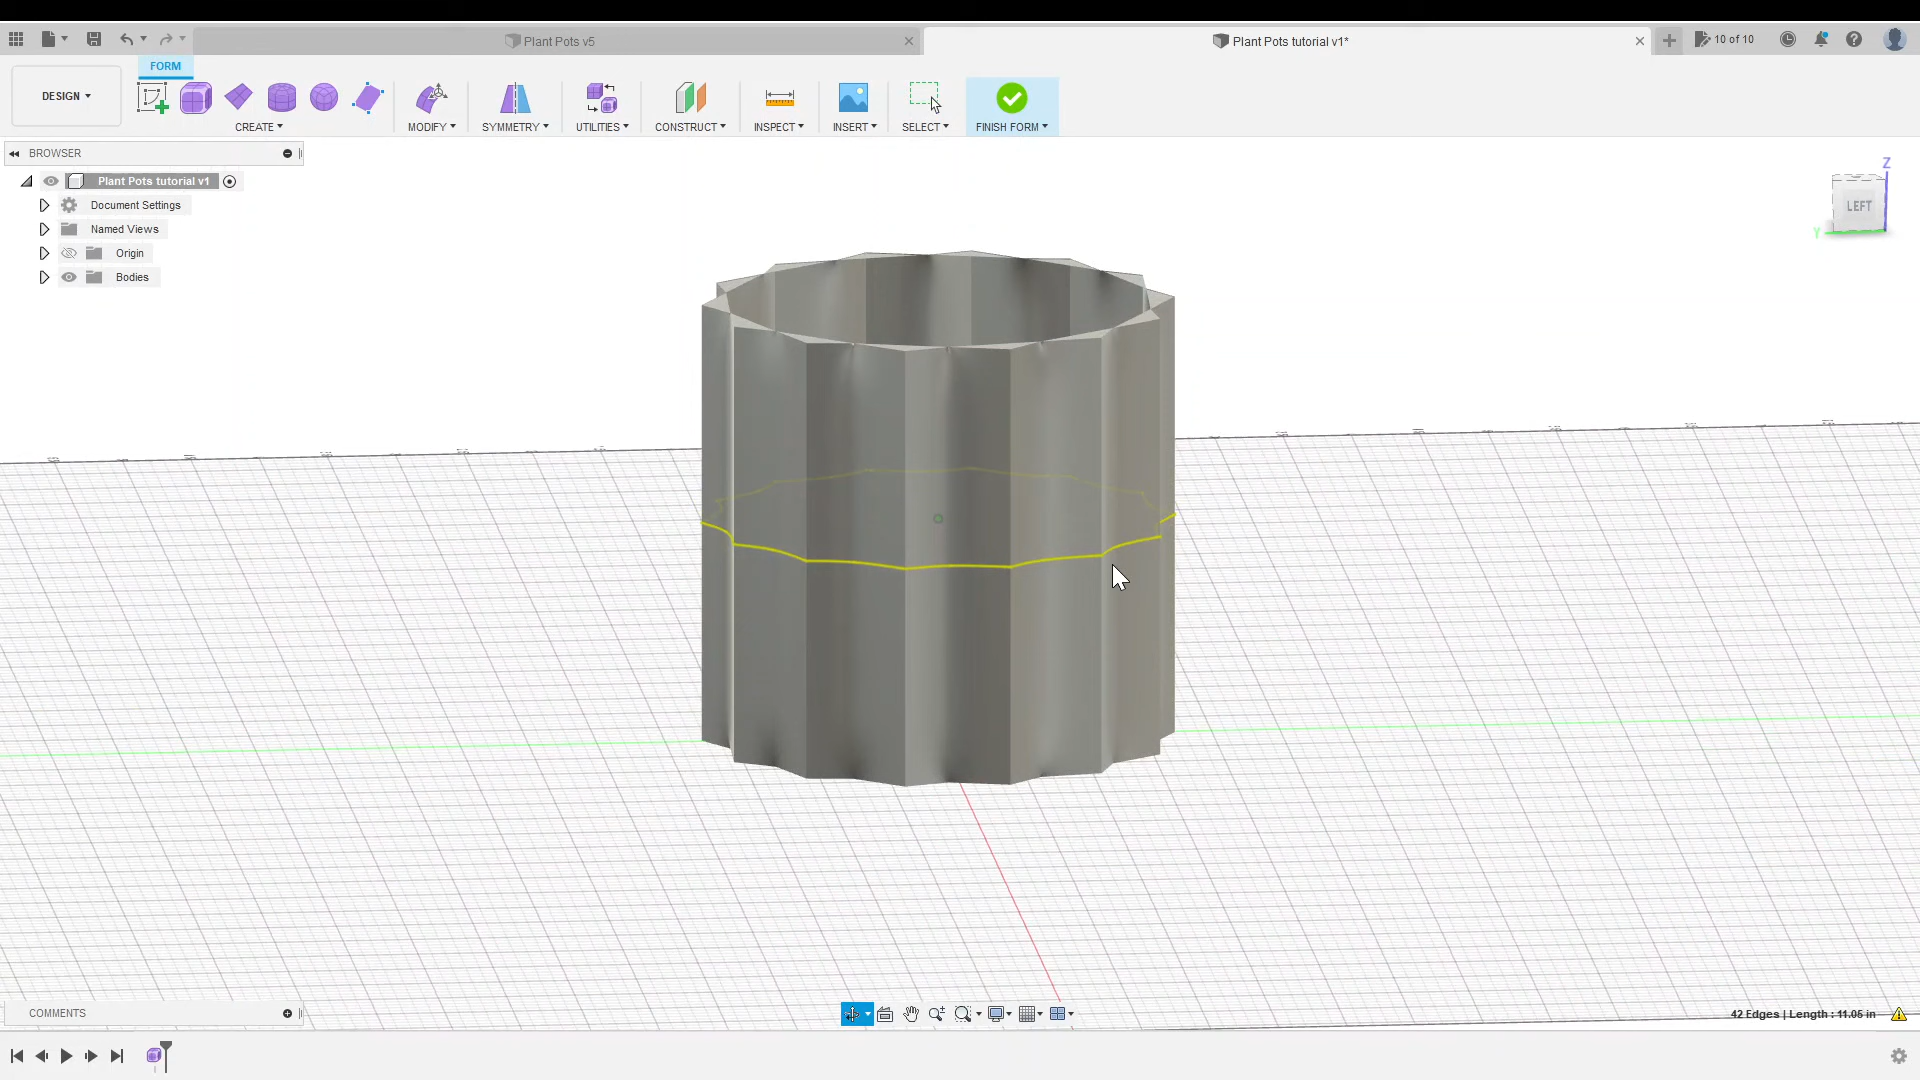 Plant Pots v5
Plant Pots tutorial v1*
10 of 10
FORM
DESIGN
CREATE
MODIFY
SYMMETRY
UTILITIES
CONSTRUCT
INSPECT
INSERT
SELECT
FINISH FORM
BROWSER
Plant Pots tutorial v1
Document Settings
Named Views
Origin
Bodies
Z
LEFT
Y
COMMENTS
42 Edges | Length : 11.05 in